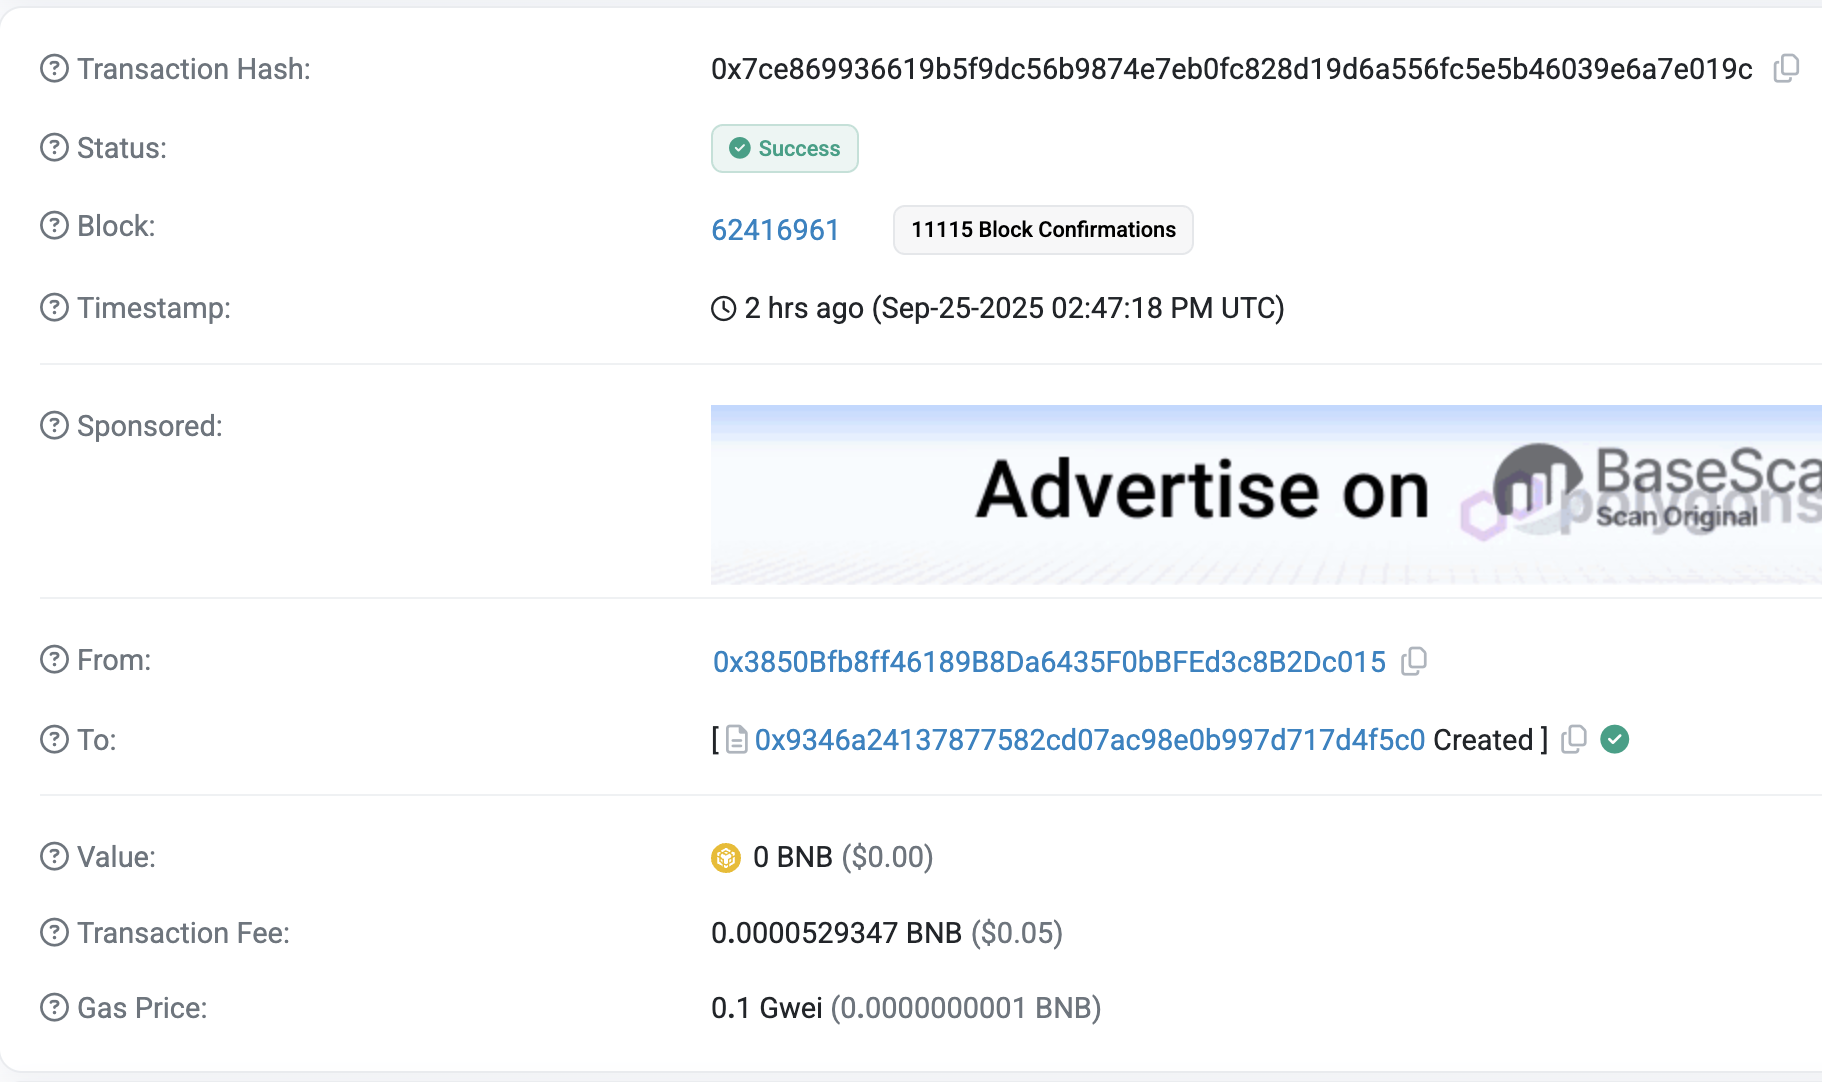 Transaction Hash: 0x7ce869936619b5f9dc56b9874e7eb0fc828d19d6a556fc5e5b46039e6a7e019c
Status: Success
Block: 62416961 11115 Block Confirmations
Timestamp: 2 hrs ago (Sep-25-2025 02:47:18 PM UTC)
Sponsored:
Advertise on BaseSca
polygons
Scan Original
From: 0x3850Bfb8ff46189B8Da6435F0bBFEd3c8B2Dc015
To: [ 0x9346a24137877582cd07ac98e0b997d717d4f5c0 Created ]
Value: 0 BNB ($0.00)
Transaction Fee: 0.0000529347 BNB ($0.05)
Gas Price: 0.1 Gwei (0.0000000001 BNB)